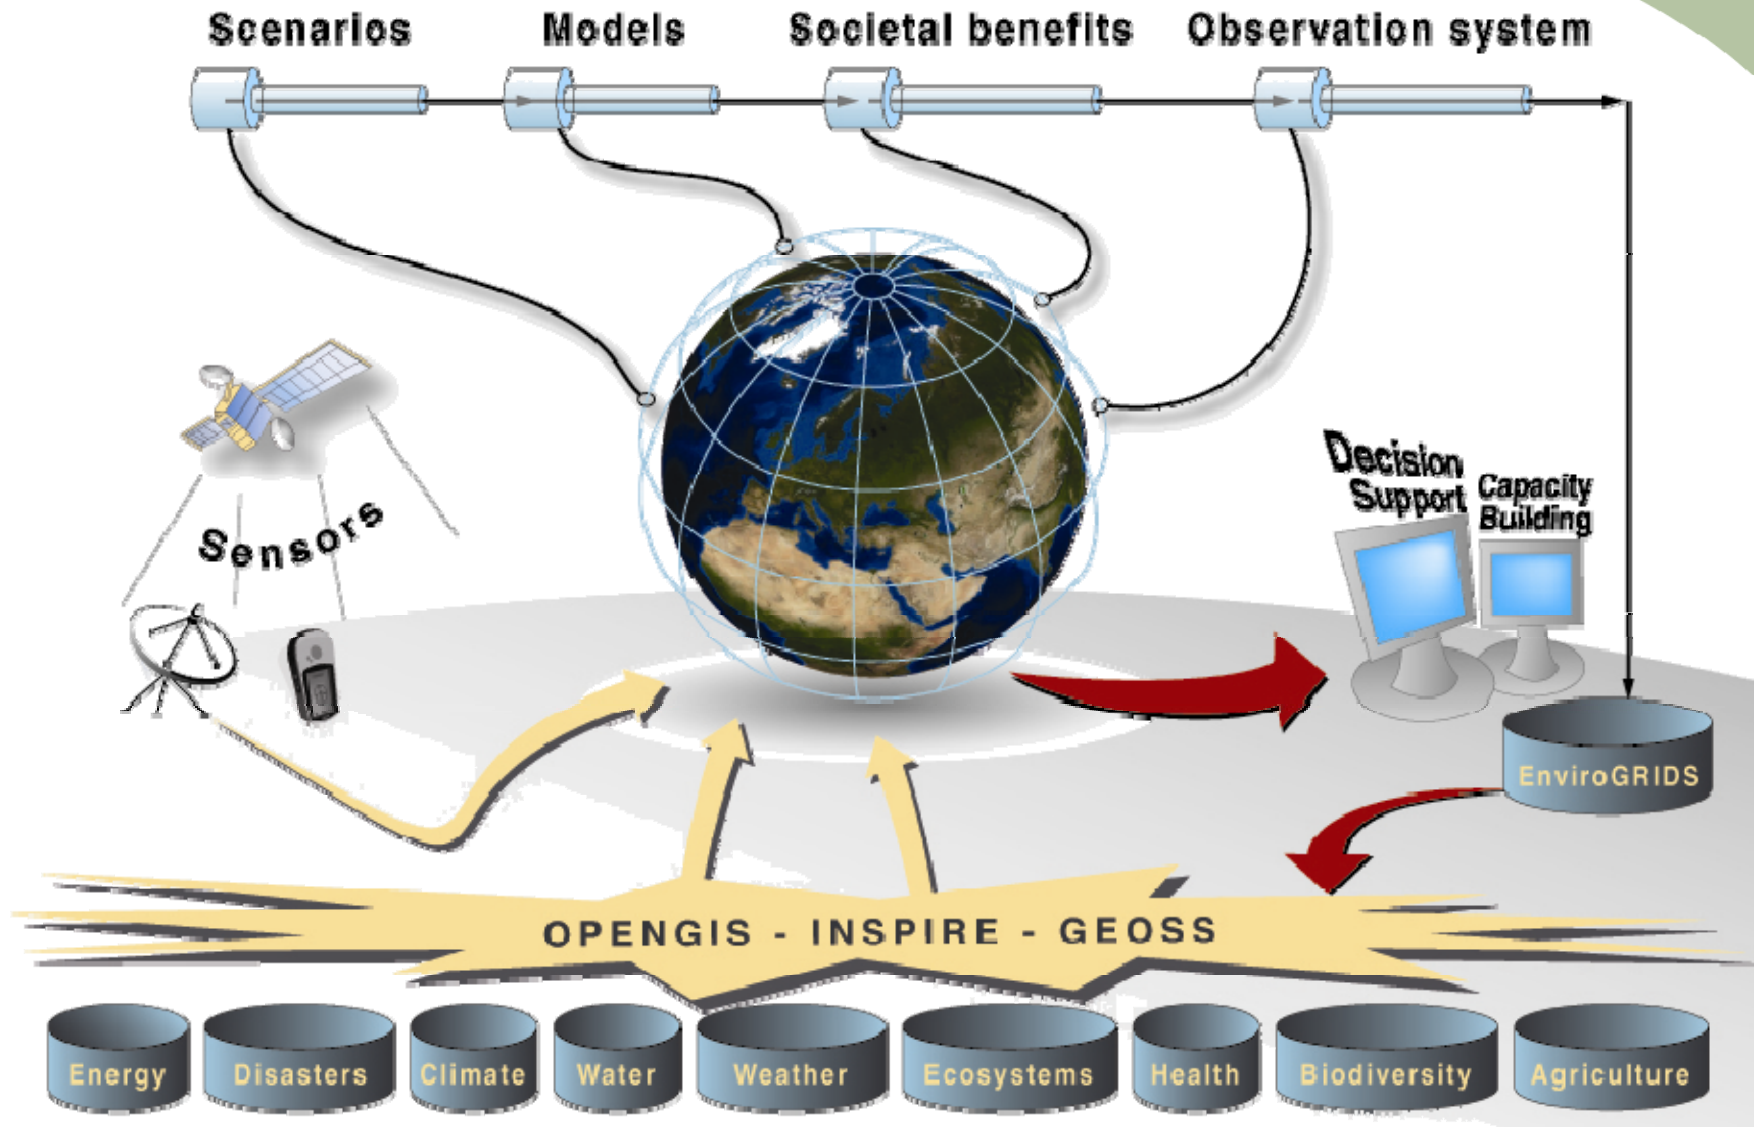 Scenarios
Models
Societal benefits
Observation system
Sensors
Decision
Support
Capacity
Building
EnviroGRIDS
OPENGIS - INSPIRE - GEOSS
Energy
Disasters
Climate
Water
Weather
Ecosystems
Health
Biodiversity
Agriculture